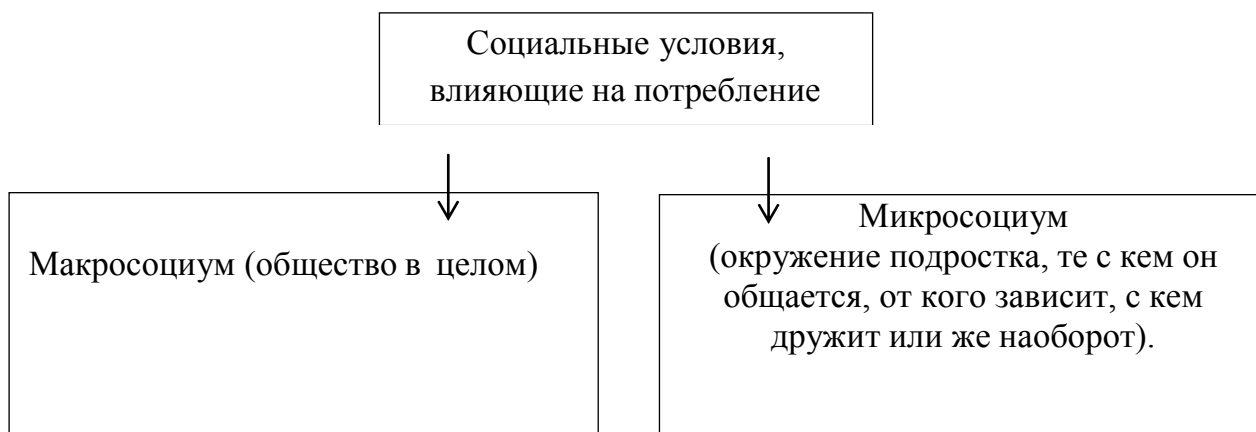 Социальные условия,
влияющие на потребление
Макросоциум (общество в целом)
Микросоциум
(окружение подростка, те с кем он
общается, от кого зависит, с кем
дружит или же наоборот).